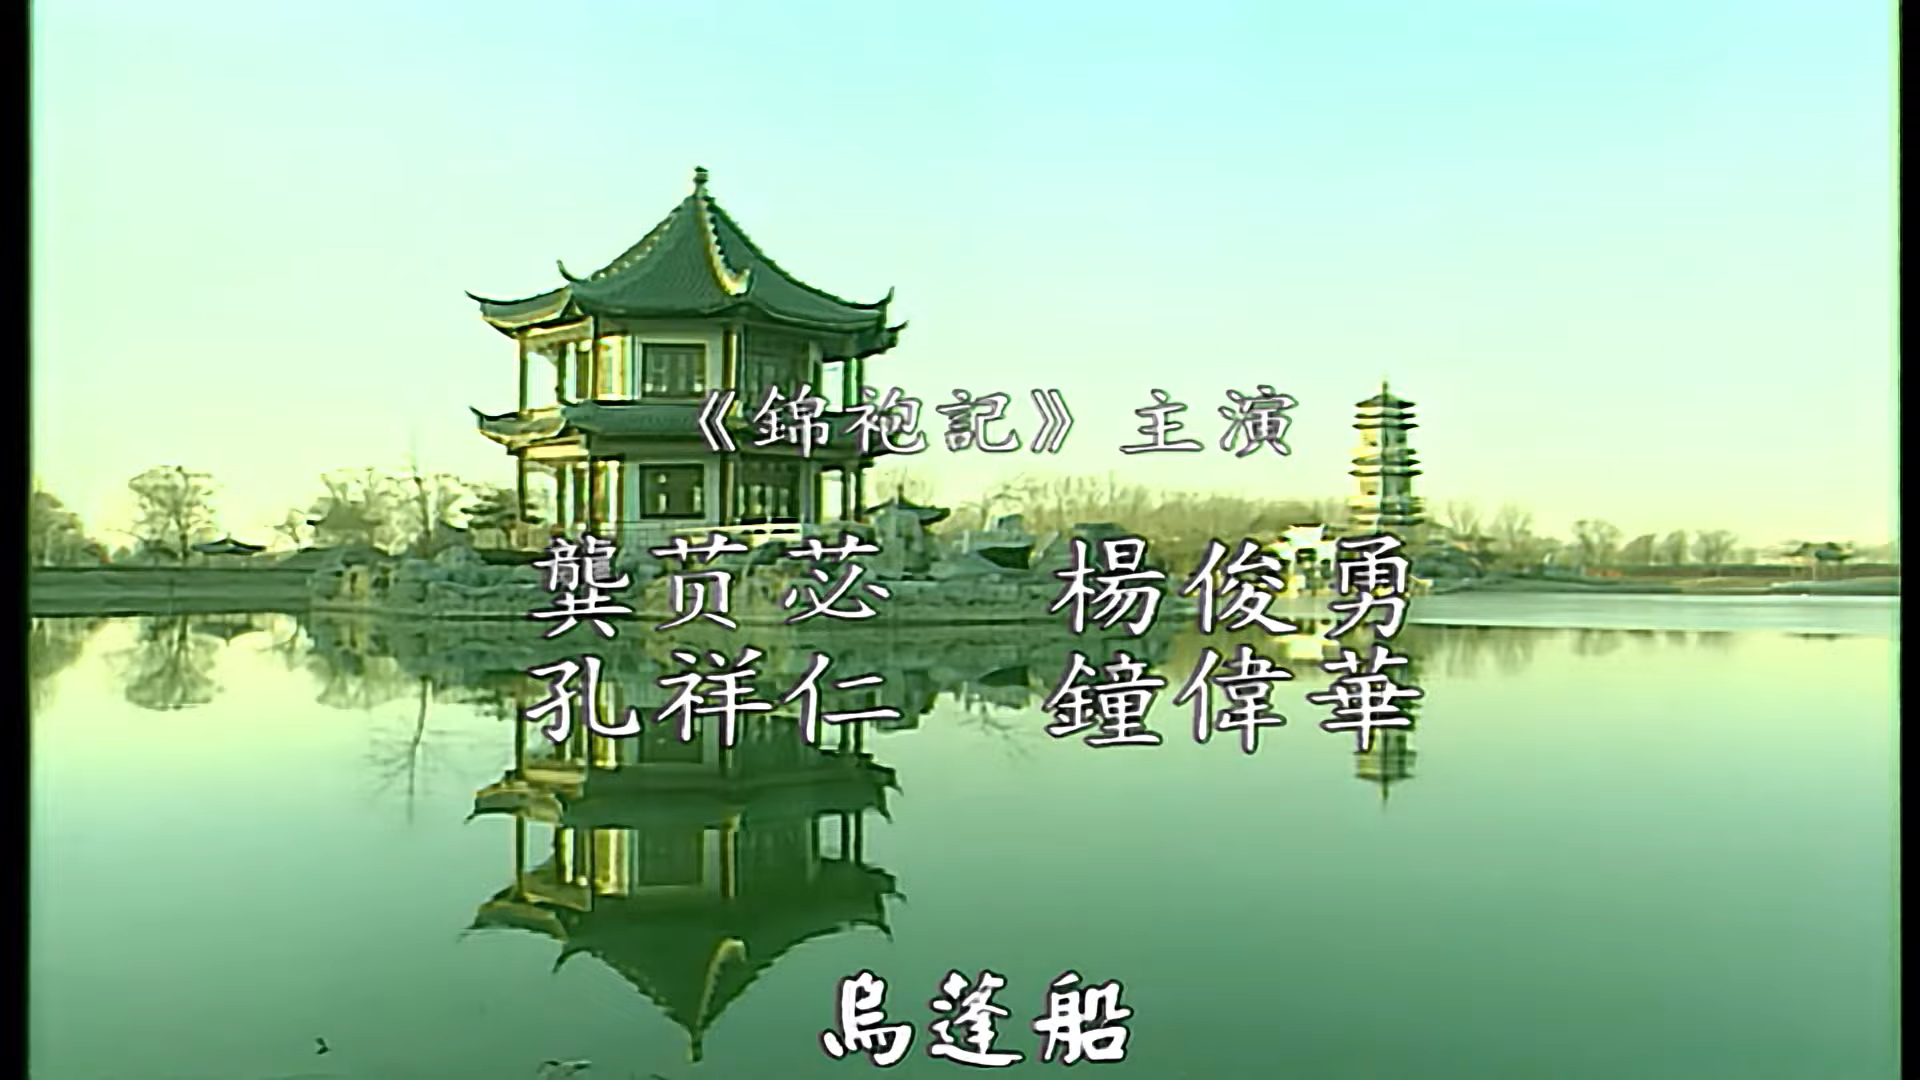 《錦袍記》主演
龔苡苾 楊俊勇
孔祥仁 鐘偉華
烏蓬船